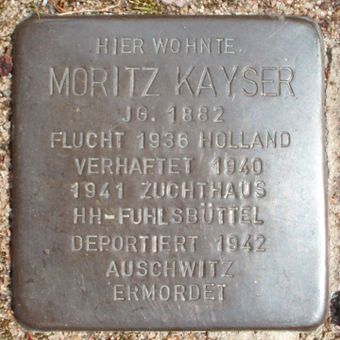 HIER WOHNTE
MORITZ KAYSER
JG. 1882
FLUCHT 1936 HOLLAND
VERHAFTET 1940
1941 ZUCHTHAUS
HH-FUHLSBÜTTEL
DEPORTIERT 1942
AUSCHWITZ
ERMORDET